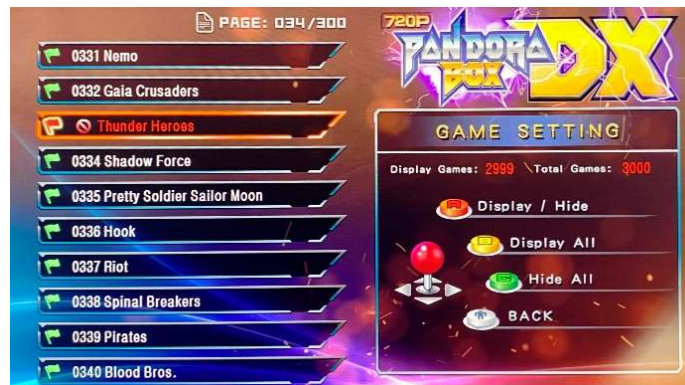 PAGE: 034/300
0331 Nemo
0332 Gaia Crusaders
Thunder Heroes
0334 Shadow Force
0335 Pretty Soldier Sailor Moon
0336 Hook
0337 Riot
0338 Spinal Breakers
0339 Pirates
0340 Blood Bros.
720P
PANDORA
BOX
DX
GAME SETTING
Display Games: 2999 Total Games: 3000
Display / Hide
Display All
Hide All
BACK